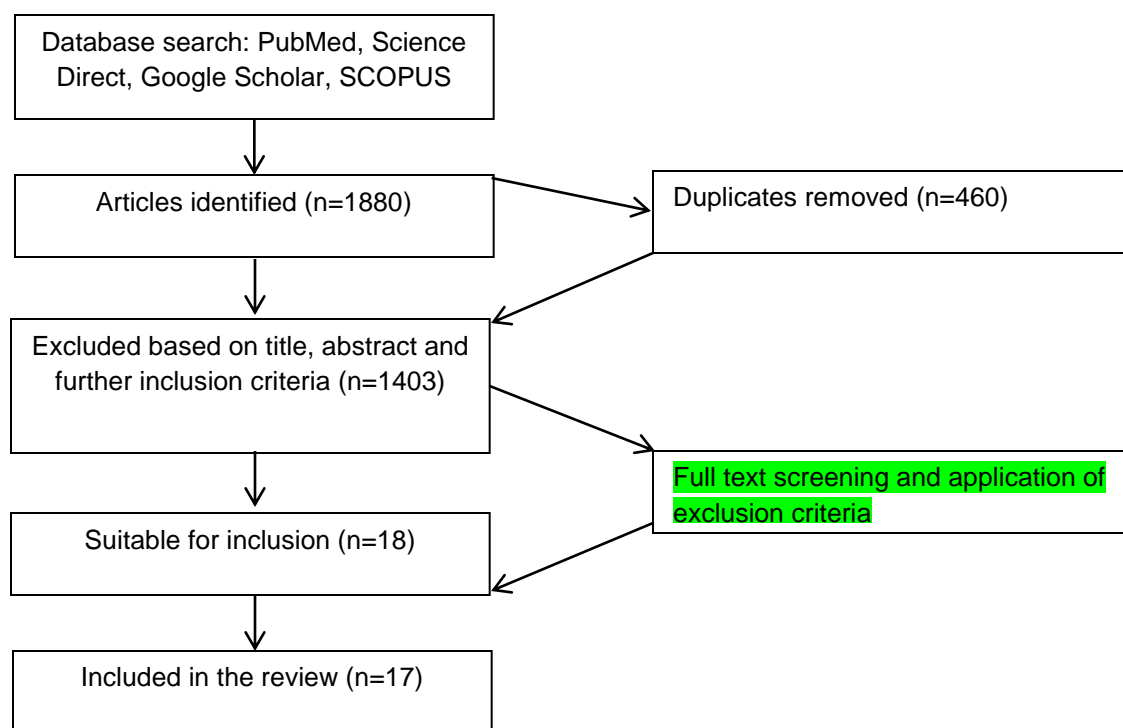 Database search: PubMed, Science
Direct, Google Scholar, SCOPUS
Articles identified (n=1880)
Duplicates removed (n=460)
Excluded based on title, abstract and
further inclusion criteria (n=1403)
Full text screening and application of
exclusion criteria
Suitable for inclusion (n=18)
Included in the review (n=17)